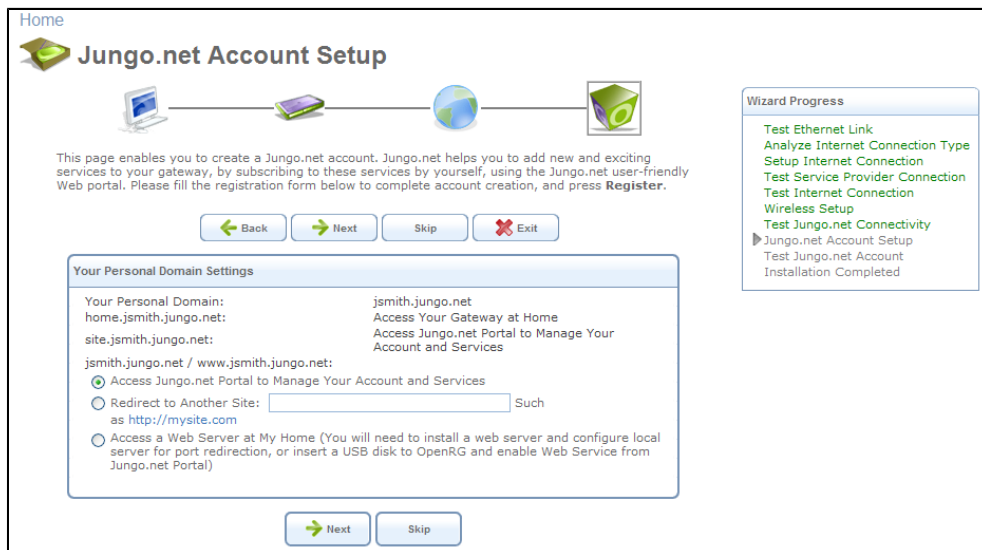 Home
Jungo.net Account Setup
This page enables you to create a Jungo.net account. Jungo.net helps you to add new and exciting
services to your gateway, by subscribing to these services by yourself, using the Jungo.net user-friendly
Web portal. Please fill the registration form below to complete account creation, and press Register.
Back Next Skip Exit
Your Personal Domain Settings
Your Personal Domain: jsmith.jungo.net
home.jsmith.jungo.net: Access Your Gateway at Home
site.jsmith.jungo.net: Access Jungo.net Portal to Manage Your
Account and Services
jsmith.jungo.net / www.jsmith.jungo.net:
Access Jungo.net Portal to Manage Your Account and Services
Redirect to Another Site: Such
as http://mysite.com
Access a Web Server at My Home (You will need to install a web server and configure local
server for port redirection, or insert a USB disk to OpenRG and enable Web Service from
Jungo.net Portal)
Next Skip
Wizard Progress
Test Ethernet Link
Analyze Internet Connection Type
Setup Internet Connection
Test Service Provider Connection
Test Internet Connection
Wireless Setup
Test Jungo.net Connectivity
Jungo.net Account Setup
Test Jungo.net Account
Installation Completed